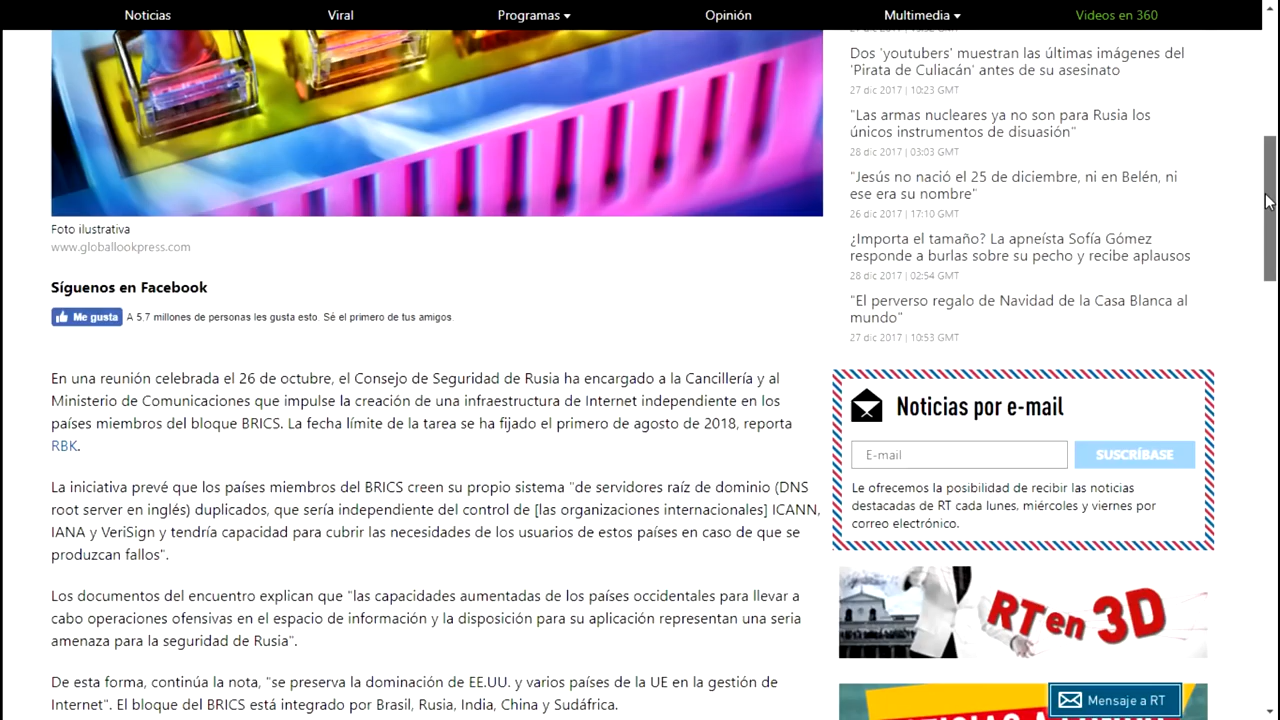 Noticias
Viral
Programas
Opinión
Multimedia
Videos en 360
Foto ilustrativa
www.globallookpress.com
Síguenos en Facebook
Me gusta A 5.7 millones de personas les gusta esto. Sé el primero de tus amigos.
En una reunión celebrada el 26 de octubre, el Consejo de Seguridad de Rusia ha encargado a la Cancillería y al
Ministerio de Comunicaciones que impulse la creación de una infraestructura de Internet independiente en los
países miembros del bloque BRICS. La fecha límite de la tarea se ha fijado el primero de agosto de 2018, reporta
RBK.
La iniciativa prevé que los países miembros del BRICS creen su propio sistema "de servidores raíz de dominio (DNS
root server en inglés) duplicados, que sería independiente del control de [las organizaciones internacionales] ICANN,
IANA y VeriSign y tendría capacidad para cubrir las necesidades de los usuarios de estos países en caso de que se
produzcan fallos".
Los documentos del encuentro explican que "las capacidades aumentadas de los países occidentales para llevar a
cabo operaciones ofensivas en el espacio de información y la disposición para su aplicación representan una seria
amenaza para la seguridad de Rusia".
De esta forma, continúa la nota, "se preserva la dominación de EE.UU. y varios países de la UE en la gestión de
Internet". El bloque del BRICS está integrado por Brasil, Rusia, India, China y Sudáfrica.
Dos 'youtubers' muestran las últimas imágenes del
'Pirata de Culiacán' antes de su asesinato
27 dic 2017 | 10:23 GMT
"Las armas nucleares ya no son para Rusia los
únicos instrumentos de disuasión"
28 dic 2017 | 03:03 GMT
"Jesús no nació el 25 de diciembre, ni en Belén, ni
ese era su nombre"
26 dic 2017 | 17:10 GMT
¿Importa el tamaño? La apneísta Sofía Gómez
responde a burlas sobre su pecho y recibe aplausos
28 dic 2017 | 02:54 GMT
"El perverso regalo de Navidad de la Casa Blanca al
mundo"
27 dic 2017 | 10:53 GMT
Noticias por e-mail
E-mail
SUSCRÍBASE
Le ofrecemos la posibilidad de recibir las noticias
destacadas de RT cada lunes, miércoles y viernes por
correo electrónico.
RT en 3D
Mensaje a RT